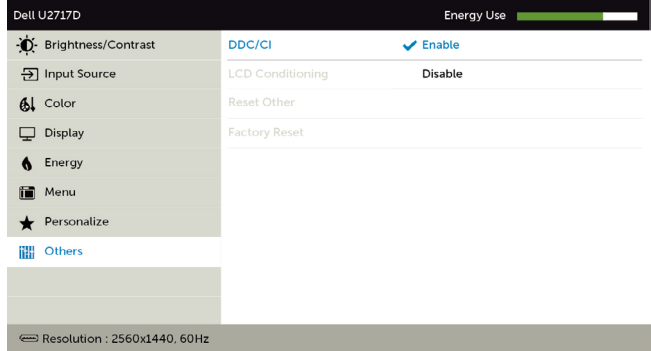 Dell U2717D Energy Use
Brightness/Contrast DDC/CI Enable
Input Source LCD Conditioning Disable
Color Reset Other
Display Factory Reset
Energy
Menu
Personalize
Others
Resolution : 2560x1440, 60Hz